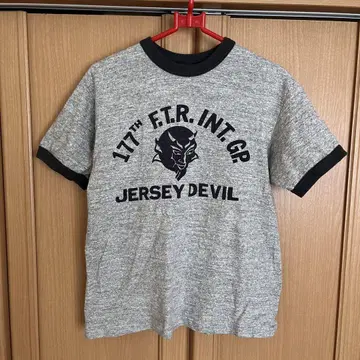 177TH F.T.R. INT. GP.
JERSEY DEVIL